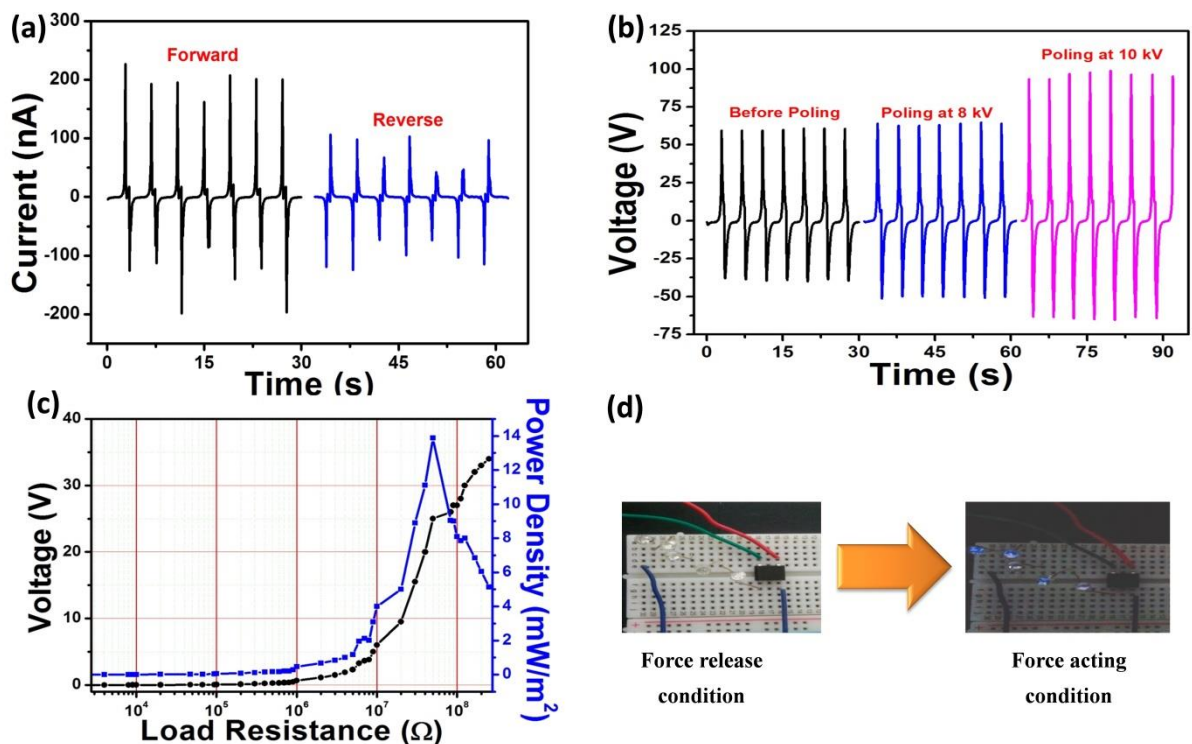 (a)
300
200
100
0
-100
-200
Current (nA)
Forward
Reverse
0 15 30 45 60
Time (s)
(b)
125
100
75
50
25
0
-25
-50
-75
Voltage (V)
Before Poling
Poling at 8 kV
Poling at 10 kV
0 15 30 45 60 75 90
Time (s)
(c)
40
30
20
10
0
Voltage (V)
14
12
10
8
6
4
2
0
Power Density (mW/m²)
10⁴ 10⁵ 10⁶ 10⁷ 10⁸
Load Resistance (Ω)
(d)
Force release
condition
Force acting
condition